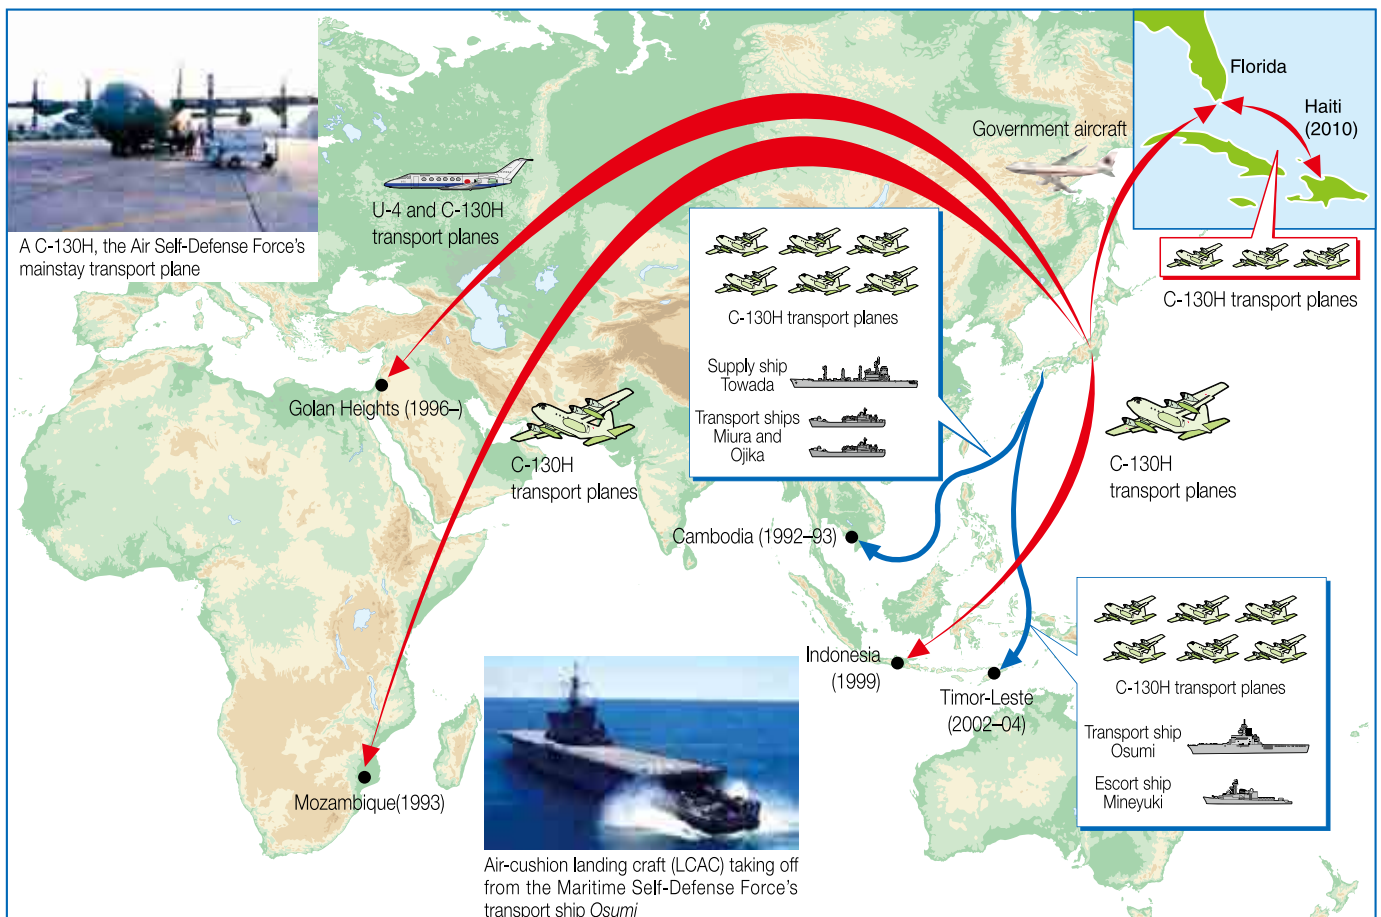 A C-130H, the Air Self-Defense Force's
mainstay transport plane
U-4 and C-130H
transport planes
Government aircraft
Florida
Haiti
(2010)
C-130H transport planes
C-130H transport planes
Supply ship
Towada
Transport ships
Miura and
Ojika
Golan Heights (1996–)
C-130H
transport planes
C-130H
transport planes
Cambodia (1992–93)
Indonesia
(1999)
Timor-Leste
(2002–04)
C-130H transport planes
Transport ship
Osumi
Escort ship
Mineyuki
Mozambique(1993)
Air-cushion landing craft (LCAC) taking off
from the Maritime Self-Defense Force's
transport ship Osumi